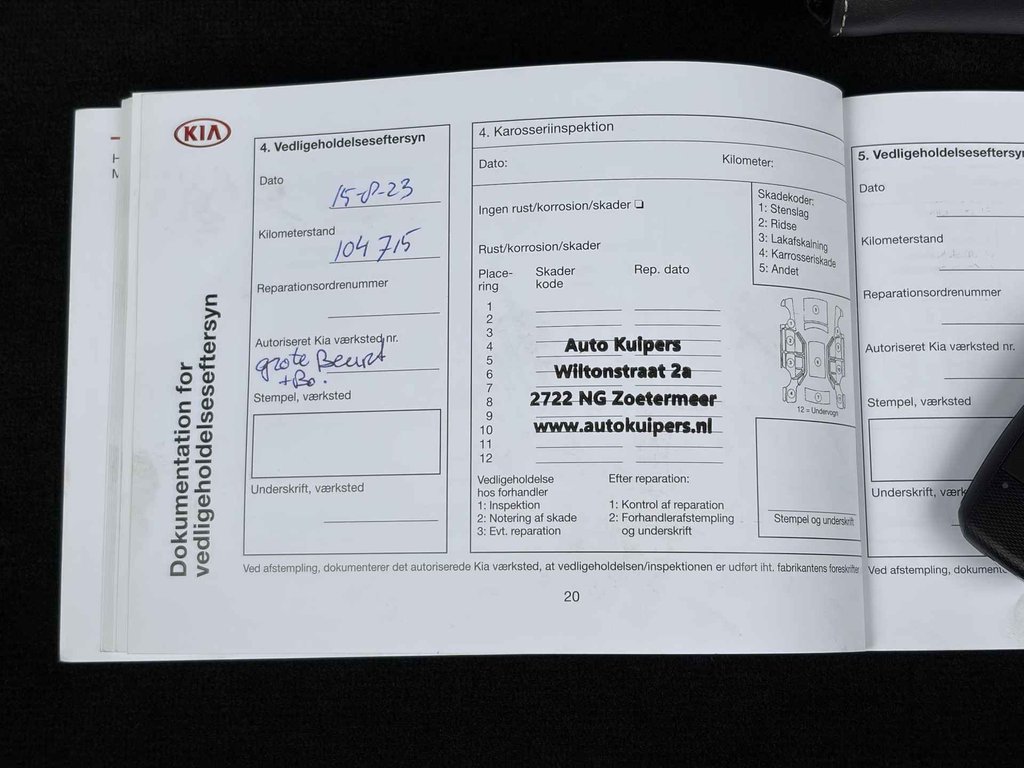 KIA
Dokumentation for
vedligeholdelseseftersyn
4. Vedligeholdelseseftersyn
Dato
15-8-23
Kilometerstand
104 715
Reparationsordrenummer
Autoriseret Kia værksted nr.
grote Beurt
+Bo.
Stempel, værksted
Underskrift, værksted
4. Karosseriinspektion
Dato:
Kilometer:
Ingen rust/korrosion/skader
Skadekoder:
1: Stenslag
2: Ridse
3: Lakafskalning
4: Karrosseriskade
5: Andet
Rust/korrosion/skader
Place-
ring
Skader
kode
Rep. dato
1
2
3
4
5
6
7
8
9
10
11
12
Auto Kuipers
Wiltonstraat 2a
2722 NG Zoetermeer
www.autokuipers.nl
12 = Undervogn
Vedligeholdelse
hos forhandler
1: Inspektion
2: Notering af skade
3: Evt. reparation
Efter reparation:
1: Kontrol af reparation
2: Forhandlerafstempling
og underskrift
Stempel og underskrift
Ved afstempling, dokumenterer det autoriserede Kia værksted, at vedligeholdelsen/inspektionen er udført iht. fabrikantens foreskrifter
20
5. Vedligeholdelseseftersyn
Dato
Kilometerstand
Reparationsordrenummer
Autoriseret Kia værksted nr.
Stempel, værksted
Underskrift, værk
Ved afstempling, dokumente